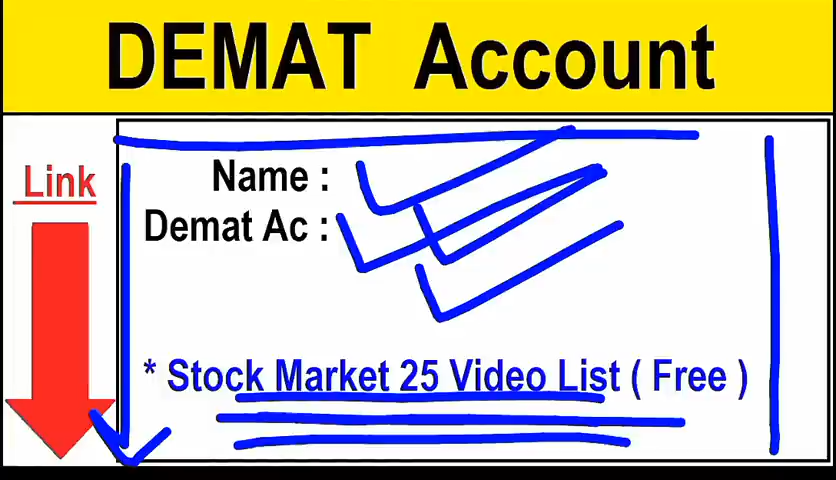 DEMAT Account
Link
Name :
Demat Ac :
* Stock Market 25 Video List ( Free )